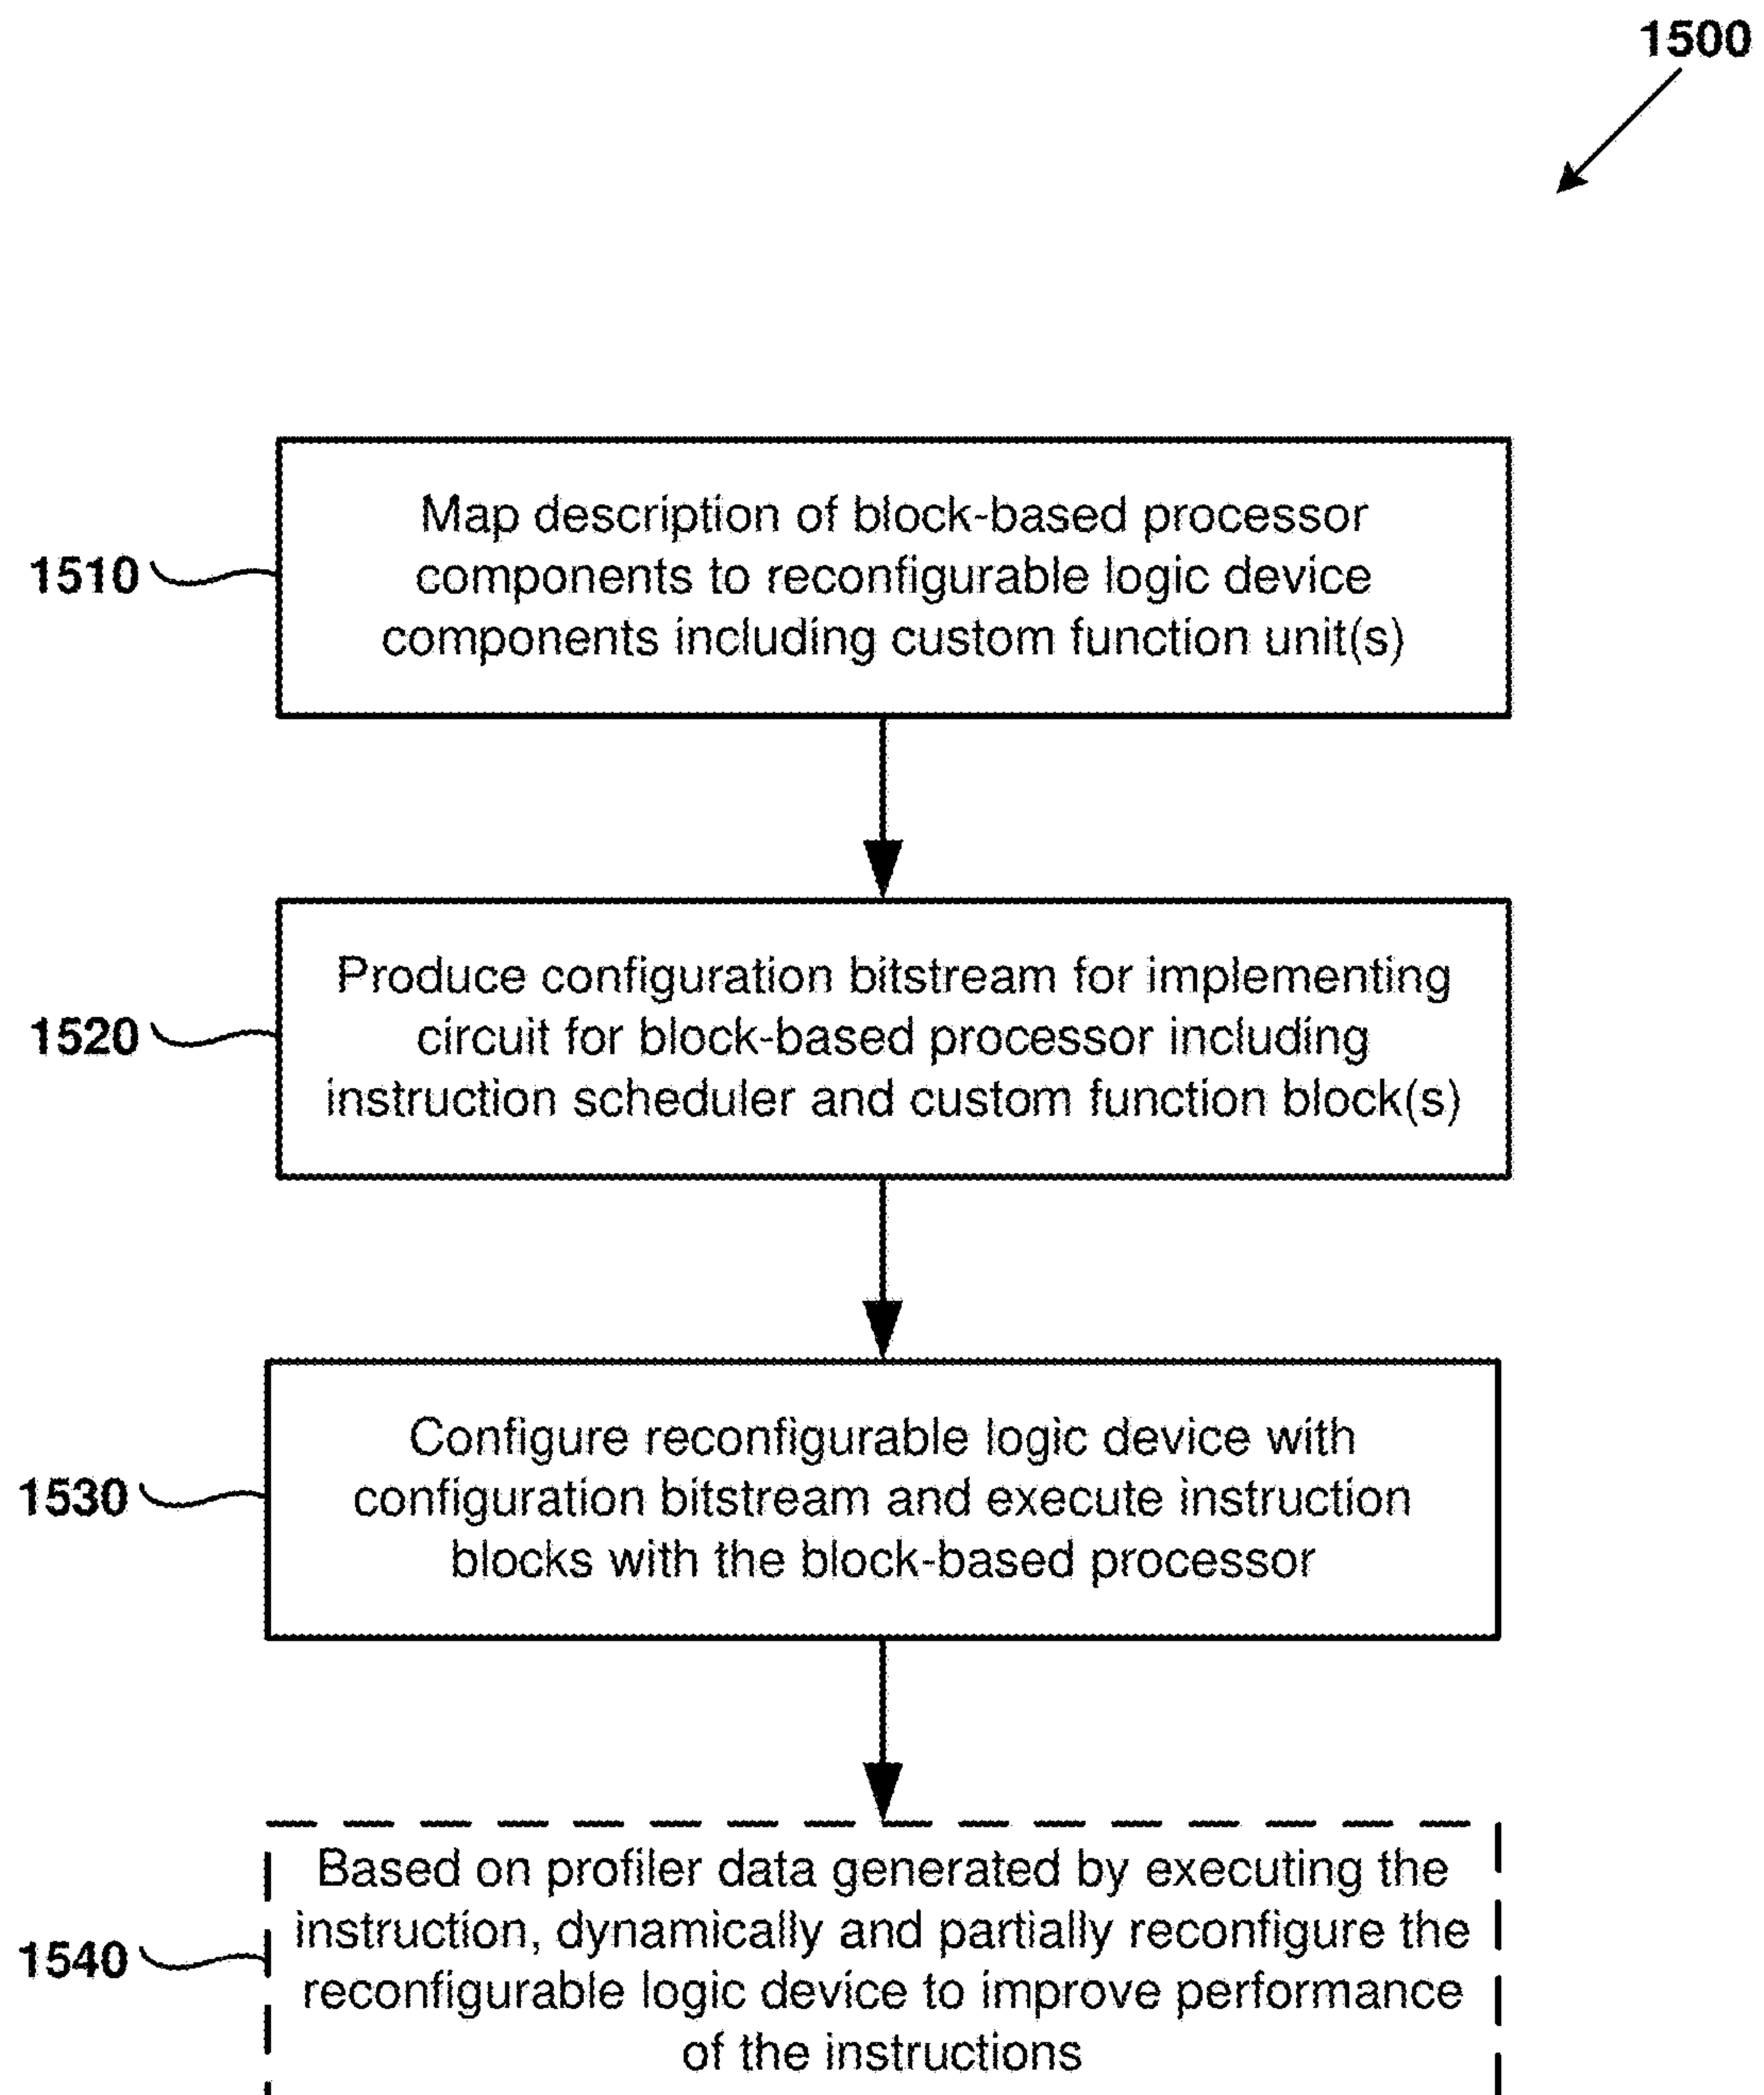 1500
1510
Map description of block-based processor
components to reconfigurable logic device
components including custom function unit(s)
1520
Produce configuration bitstream for implementing
circuit for block-based processor including
instruction scheduler and custom function block(s)
1530
Configure reconfigurable logic device with
configuration bitstream and execute instruction
blocks with the block-based processor
1540
Based on profiler data generated by executing the
instruction, dynamically and partially reconfigure the
reconfigurable logic device to improve performance
of the instructions